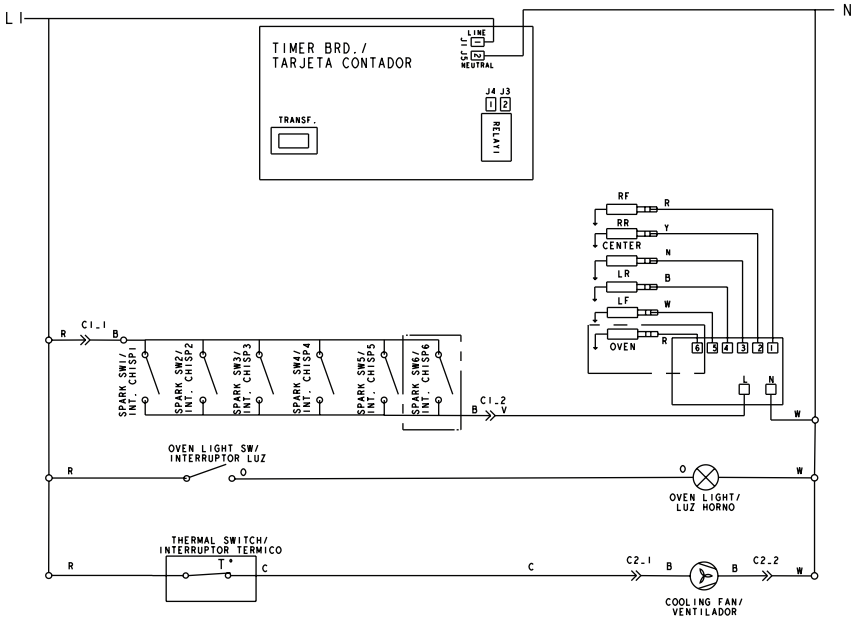 L1
N
TIMER BRD./
TARJETA CONTADOR
LINE
J1 1
J5 2
NEUTRAL
J4 J3
1 2
RELAY1
TRANSF.
RF
R
RR
Y
CENTER
N
LR
B
LF
W
OVEN
R
6 5 4 3 2 1
L N
R
C1_1
B
SPARK SW1/
INT. CHISP1
SPARK SW2/
INT. CHISP2
SPARK SW3/
INT. CHISP3
SPARK SW4/
INT. CHISP4
SPARK SW5/
INT. CHISP5
SPARK SW6/
INT. CHISP6
C1_2
B V
W
OVEN LIGHT SW/
INTERRUPTOR LUZ
R
O
O
W
OVEN LIGHT/
LUZ HORNO
THERMAL SWITCH/
INTERRUPTOR TERMICO
T°
R
C
C
C2_1
B
B
C2_2
W
COOLING FAN/
VENTILADOR